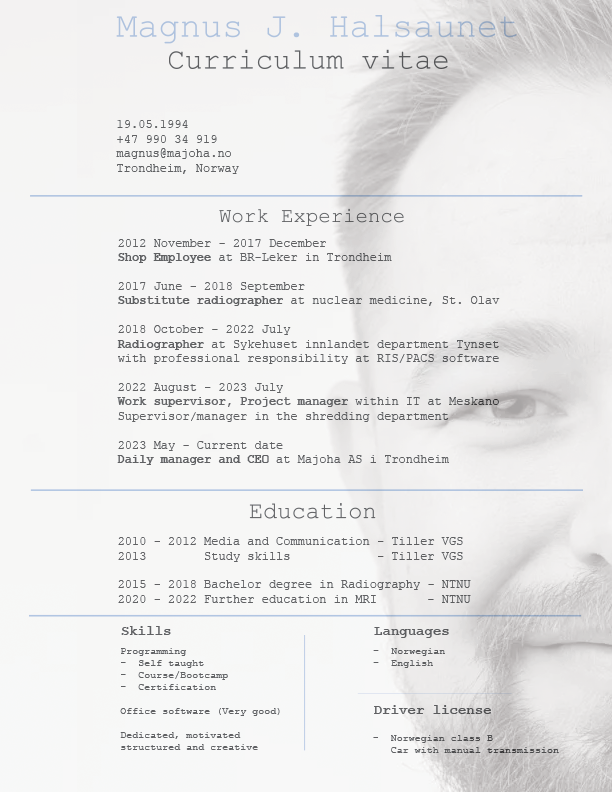 Magnus J. Halsaunet
Curriculum vitae
19.05.1994
+47 990 34 919
magnus@majoha.no
Trondheim, Norway
Work Experience
2012 November - 2017 December
Shop Employee at BR-Leker in Trondheim
2017 June - 2018 September
Substitute radiographer at nuclear medicine, St. Olav
2018 October - 2022 July
Radiographer at Sykehuset innlandet department Tynset
with professional responsibility at RIS/PACS software
2022 August - 2023 July
Work supervisor, Project manager within IT at Meskano
Supervisor/manager in the shredding department
2023 May - Current date
Daily manager and CEO at Majoha AS i Trondheim
Education
2010 - 2012 Media and Communication - Tiller VGS
2013 Study skills - Tiller VGS
2015 - 2018 Bachelor degree in Radiography - NTNU
2020 - 2022 Further education in MRI - NTNU
Skills
Programming
- Self taught
- Course/Bootcamp
- Certification
Office software (Very good)
Dedicated, motivated
structured and creative
Languages
- Norwegian
- English
Driver license
- Norwegian class B
Car with manual transmission